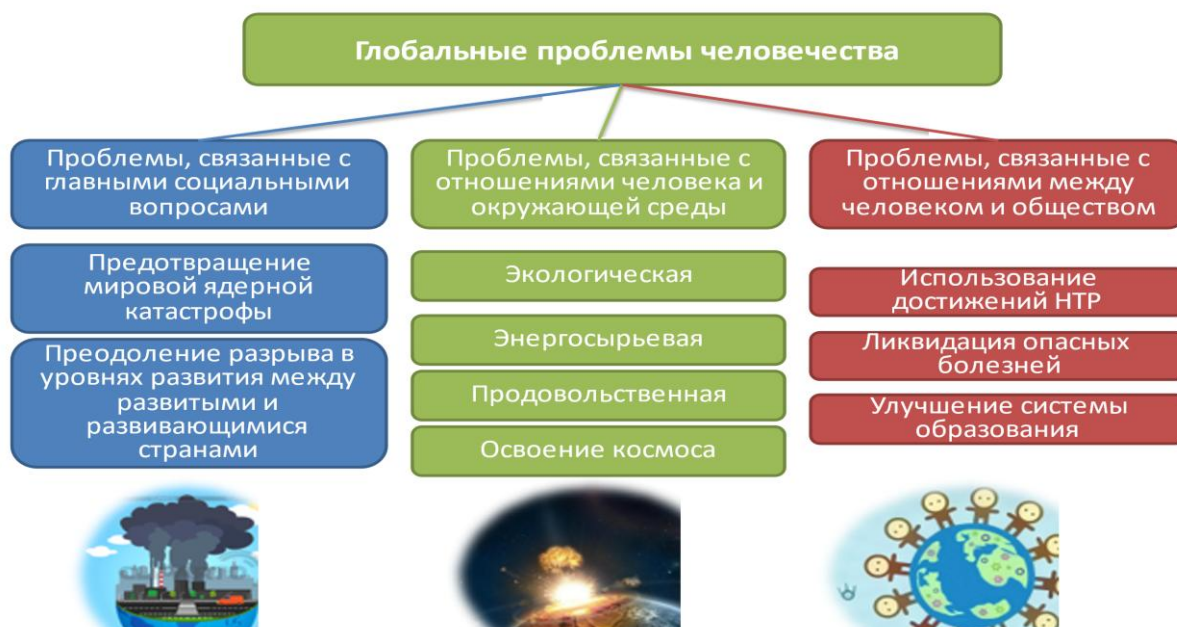 Глобальные проблемы человечества
Проблемы, связанные с
главными социальными
вопросами
Предотвращение
мировой ядерной
катастрофы
Преодоление разрыва в
уровнях развития между
развитыми и
развивающимися
странами
Проблемы, связанные с
отношениями человека и
окружающей среды
Экологическая
Энергосырьевая
Продовольственная
Освоение космоса
Проблемы, связанные с
отношениями между
человеком и обществом
Использование
достижений НТР
Ликвидация опасных
болезней
Улучшение системы
образования